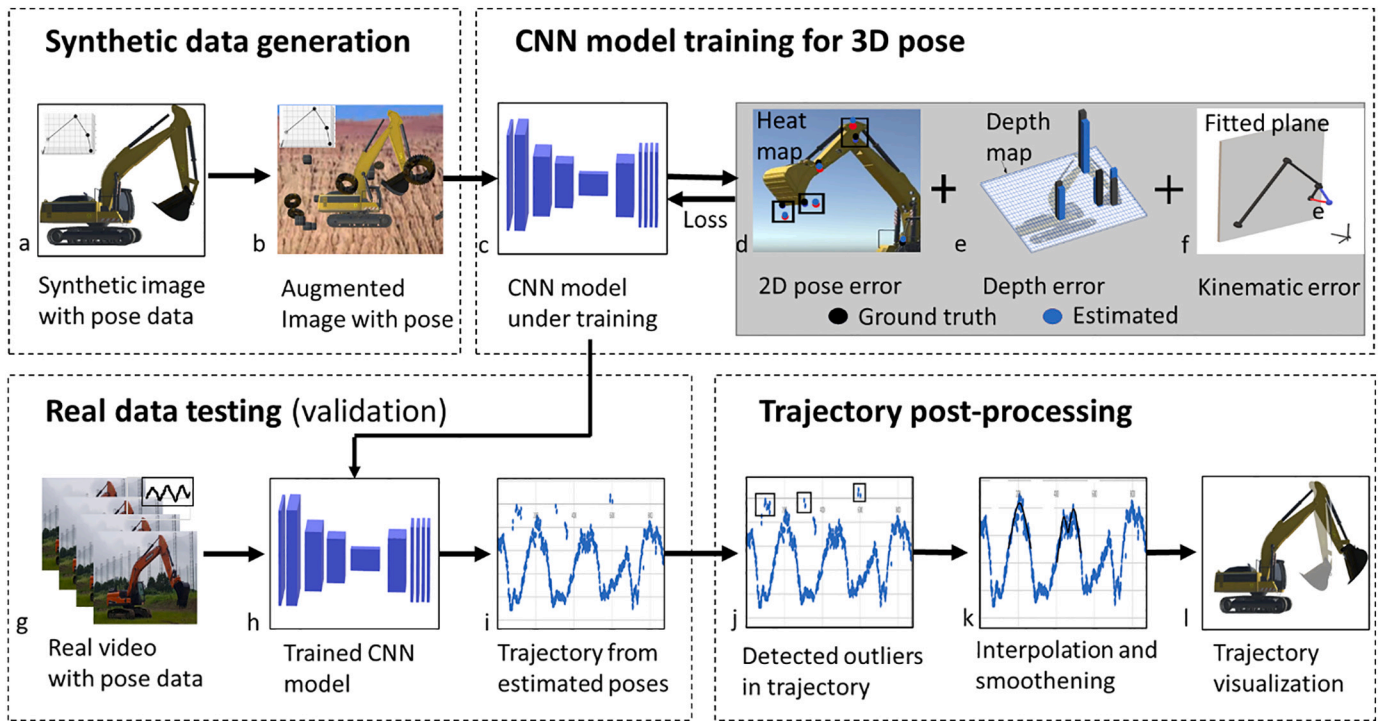 Synthetic data generation
a
Synthetic image
with pose data
b
Augmented
Image with pose
CNN model training for 3D pose
c
CNN model
under training
Loss
Heat
map
d
2D pose error
+
Depth
map
e
Depth error
+
Fitted plane
e
f
Kinematic error
Ground truth
Estimated
Real data testing (validation)
g
Real video
with pose data
h
Trained CNN
model
i
Trajectory from
estimated poses
Trajectory post-processing
j
Detected outliers
in trajectory
k
Interpolation and
smoothening
l
Trajectory
visualization